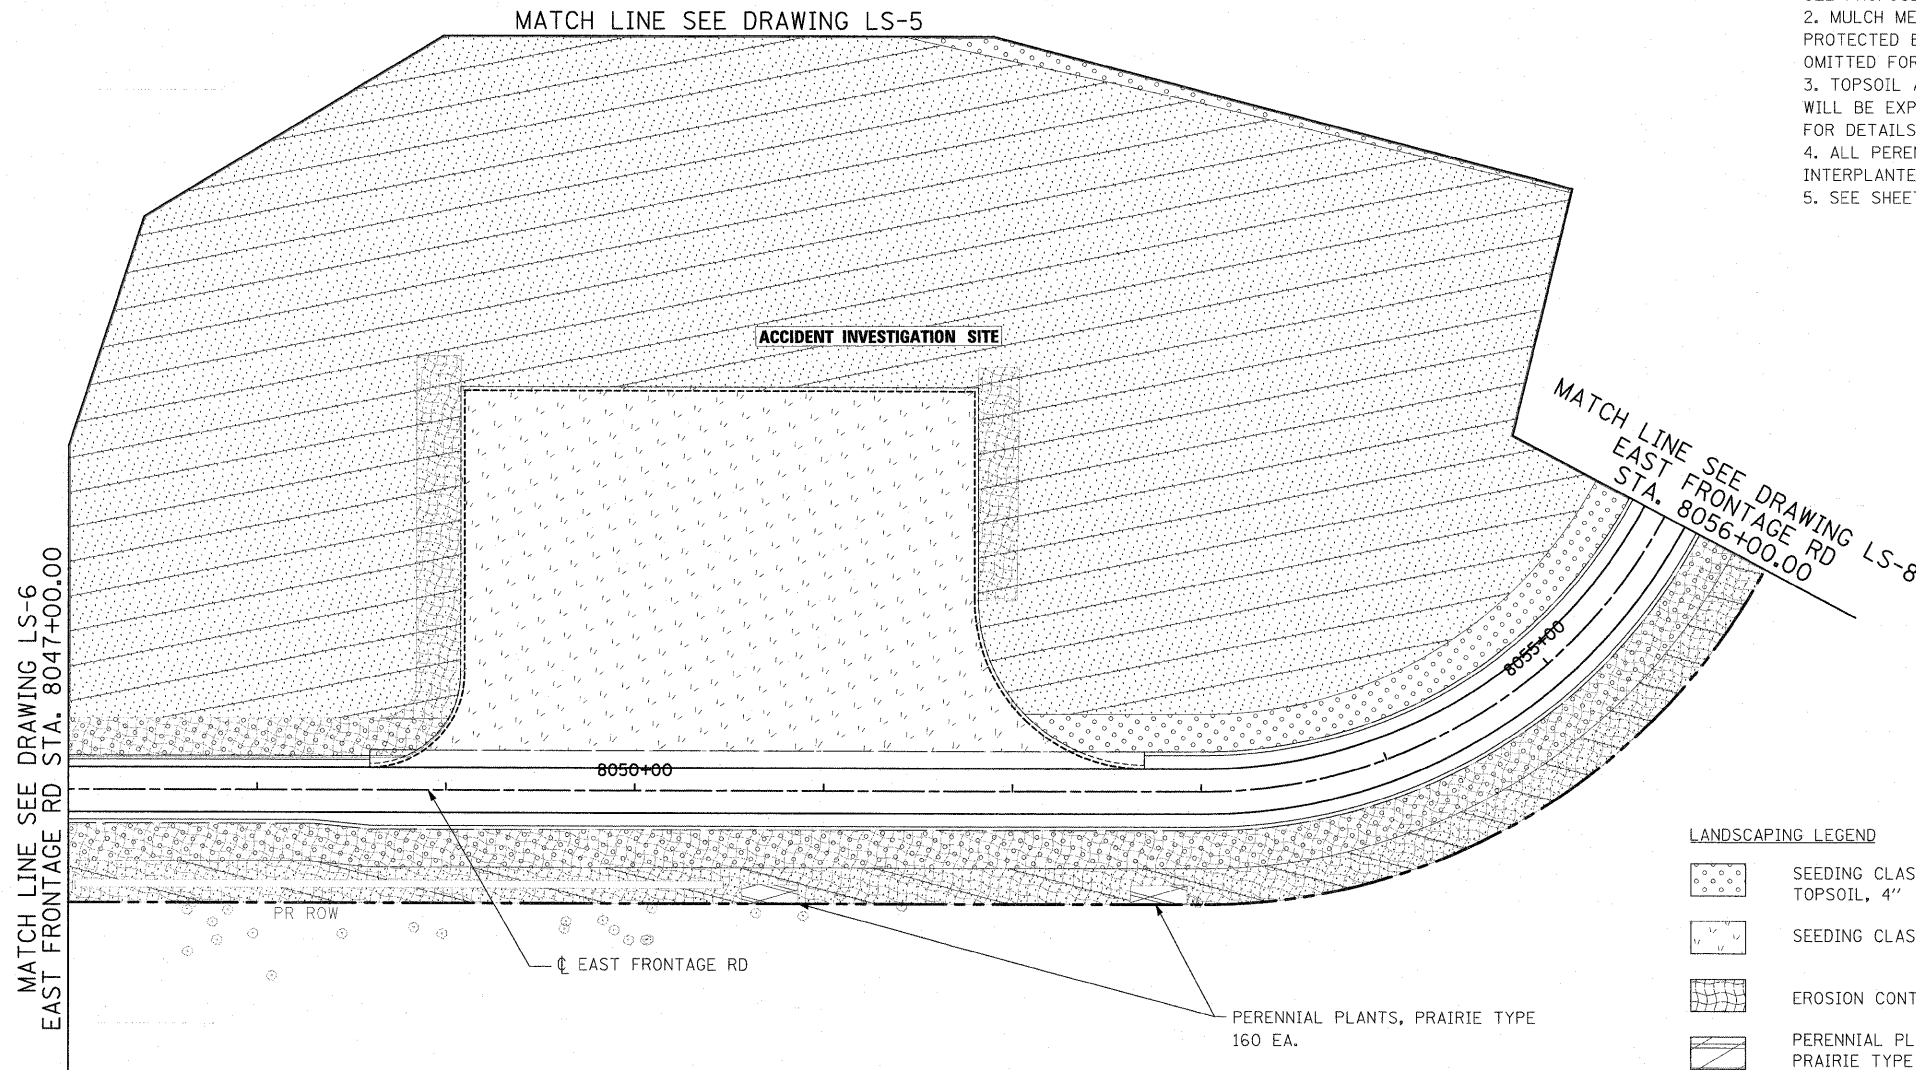 MATCH LINE SEE DRAWING LS-5
2. MULCH ME
PROTECTED
OMITTED FOR
3. TOPSOIL
WILL BE EXP
FOR DETAILS
4. ALL PEREN
INTERPLANTE
5. SEE SHEET
ACCIDENT INVESTIGATION SITE
MATCH LINE SEE DRAWING LS-8
EAST FRONTAGE RD
STA. 8056+00.00
MATCH LINE SEE DRAWING LS-6
EAST FRONTAGE RD STA. 8047+00.00
8055+00
8050+00
PR ROW
℄ EAST FRONTAGE RD
PERENNIAL PLANTS, PRAIRIE TYPE
160 EA.
LANDSCAPING LEGEND
SEEDING CLAS
TOPSOIL, 4"
SEEDING CLAS
EROSION CONT
PERENNIAL PL
PRAIRIE TYPE